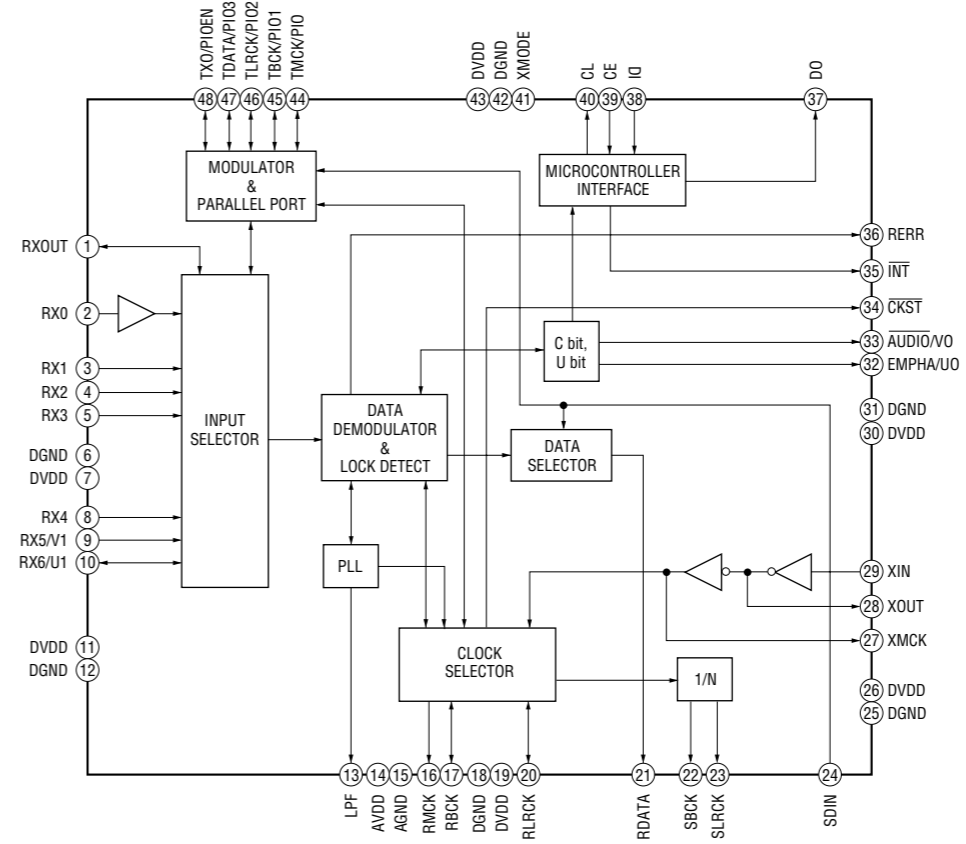 TXO/PIOEN
TDATA/PIO3
TLRCK/PIO2
TBCK/PIO1
TMCK/PIO
DVDD
DGND
XMODE
CL
CE
DI
DO
48
47
46
45
44
43
42
41
40
39
38
37
MODULATOR
&
PARALLEL PORT
MICROCONTROLLER
INTERFACE
RXOUT 1
RX0 2
RX1 3
RX2 4
RX3 5
DGND 6
DVDD 7
RX4 8
RX5/V1 9
RX6/U1 10
DVDD 11
DGND 12
INPUT
SELECTOR
DATA
DEMODULATOR
&
LOCK DETECT
C bit,
U bit
DATA
SELECTOR
PLL
CLOCK
SELECTOR
1/N
36 RERR
35 INT
34 CKST
33 AUDIO/VO
32 EMPHA/UO
31 DGND
30 DVDD
29 XIN
28 XOUT
27 XMCK
26 DVDD
25 DGND
13
14
15
16
17
18
19
20
21
22
23
24
LPF
AVDD
AGND
RMCK
RBCK
DGND
DVDD
RLRCK
RDATA
SBCK
SLRCK
SDIN